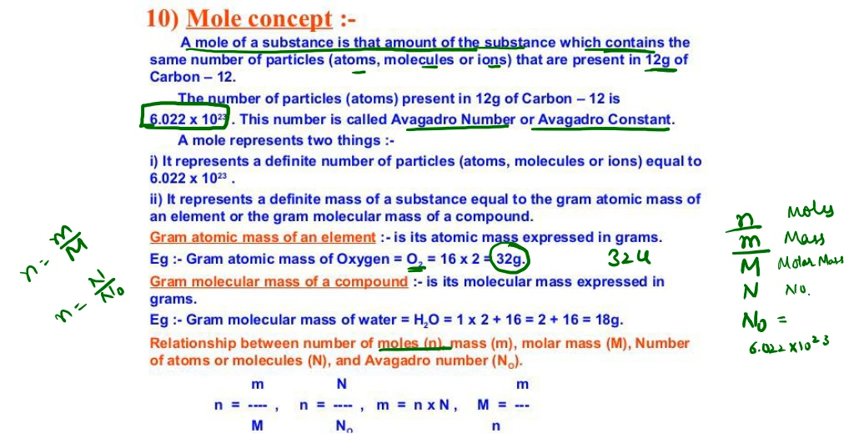 10) Mole concept :-
A mole of a substance is that amount of the substance which contains the
same number of particles (atoms, molecules or ions) that are present in 12g of
Carbon – 12.
The number of particles (atoms) present in 12g of Carbon – 12 is
6.022 x 10²³ . This number is called Avagadro Number or Avagadro Constant.
A mole represents two things :-
i) It represents a definite number of particles (atoms, molecules or ions) equal to
6.022 x 10²³ .
ii) It represents a definite mass of a substance equal to the gram atomic mass of
an element or the gram molecular mass of a compound.
Gram atomic mass of an element :- is its atomic mass expressed in grams.
Eg :- Gram atomic mass of Oxygen = O₂ = 16 x 2 = 32g. 32u
Gram molecular mass of a compound :- is its molecular mass expressed in
grams.
Eg :- Gram molecular mass of water = H₂O = 1 x 2 + 16 = 2 + 16 = 18g.
Relationship between number of moles (n), mass (m), molar mass (M), Number
of atoms or molecules (N), and Avagadro number (N₀).
m N m
n = ---- , n = ---- , m = n x N , M = ---
M N₀ n
n = m/M
n = N/N₀
n Moles
m Mass
M Molar Mass
N No.
N₀ =
6.022 x 10²³